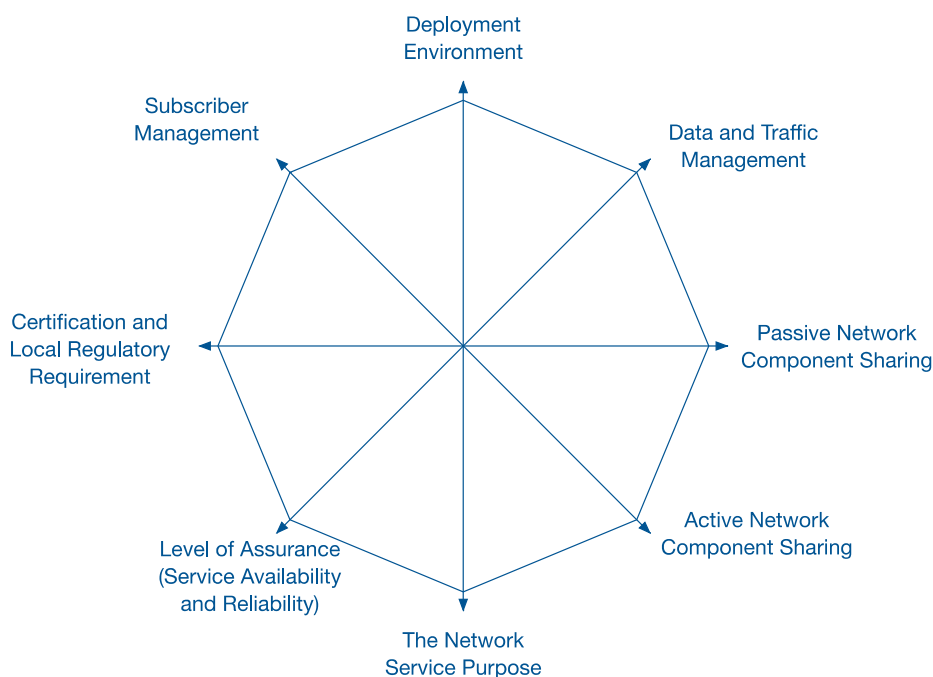 Deployment
Environment
Subscriber
Management
Data and Traffic
Management
Certification and
Local Regulatory
Requirement
Passive Network
Component Sharing
Level of Assurance
(Service Availability
and Reliability)
Active Network
Component Sharing
The Network
Service Purpose